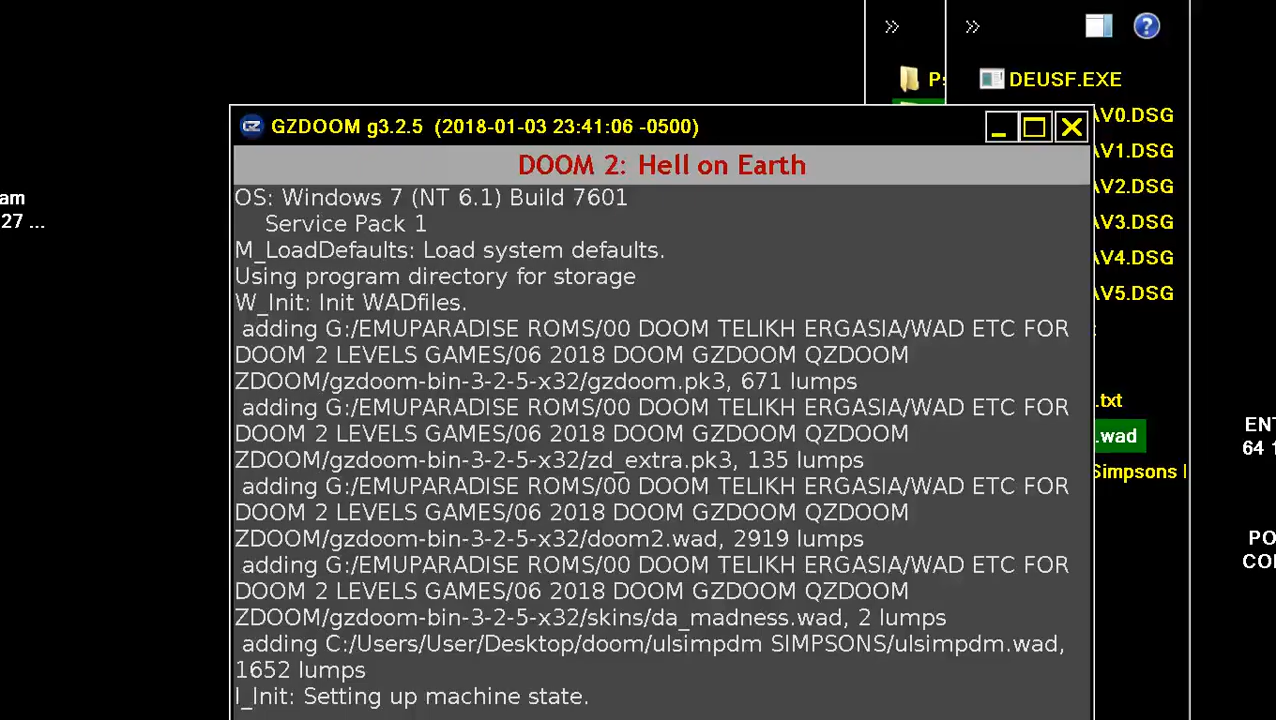 »
»
P
DEUSF.EXE
GZDOOM g3.2.5 (2018-01-03 23:41:06 -0500)
AV0.DSG
AV1.DSG
AV2.DSG
AV3.DSG
AV4.DSG
AV5.DSG
DOOM 2: Hell on Earth
am
27 ...
OS: Windows 7 (NT 6.1) Build 7601
Service Pack 1
M_LoadDefaults: Load system defaults.
Using program directory for storage
W_Init: Init WADfiles.
adding G:/EMUPARADISE ROMS/00 DOOM TELIKH ERGASIA/WAD ETC FOR
DOOM 2 LEVELS GAMES/06 2018 DOOM GZDOOM QZDOOM
ZDOOM/gzdoom-bin-3-2-5-x32/gzdoom.pk3, 671 lumps
adding G:/EMUPARADISE ROMS/00 DOOM TELIKH ERGASIA/WAD ETC FOR
DOOM 2 LEVELS GAMES/06 2018 DOOM GZDOOM QZDOOM
ZDOOM/gzdoom-bin-3-2-5-x32/zd_extra.pk3, 135 lumps
adding G:/EMUPARADISE ROMS/00 DOOM TELIKH ERGASIA/WAD ETC FOR
DOOM 2 LEVELS GAMES/06 2018 DOOM GZDOOM QZDOOM
ZDOOM/gzdoom-bin-3-2-5-x32/doom2.wad, 2919 lumps
adding G:/EMUPARADISE ROMS/00 DOOM TELIKH ERGASIA/WAD ETC FOR
DOOM 2 LEVELS GAMES/06 2018 DOOM GZDOOM QZDOOM
ZDOOM/gzdoom-bin-3-2-5-x32/skins/da_madness.wad, 2 lumps
adding C:/Users/User/Desktop/doom/ulsimpdm SIMPSONS/ulsimpdm.wad,
1652 lumps
I_Init: Setting up machine state.
.txt
.wad
Simpsons
ENT
64 1
PO
COI